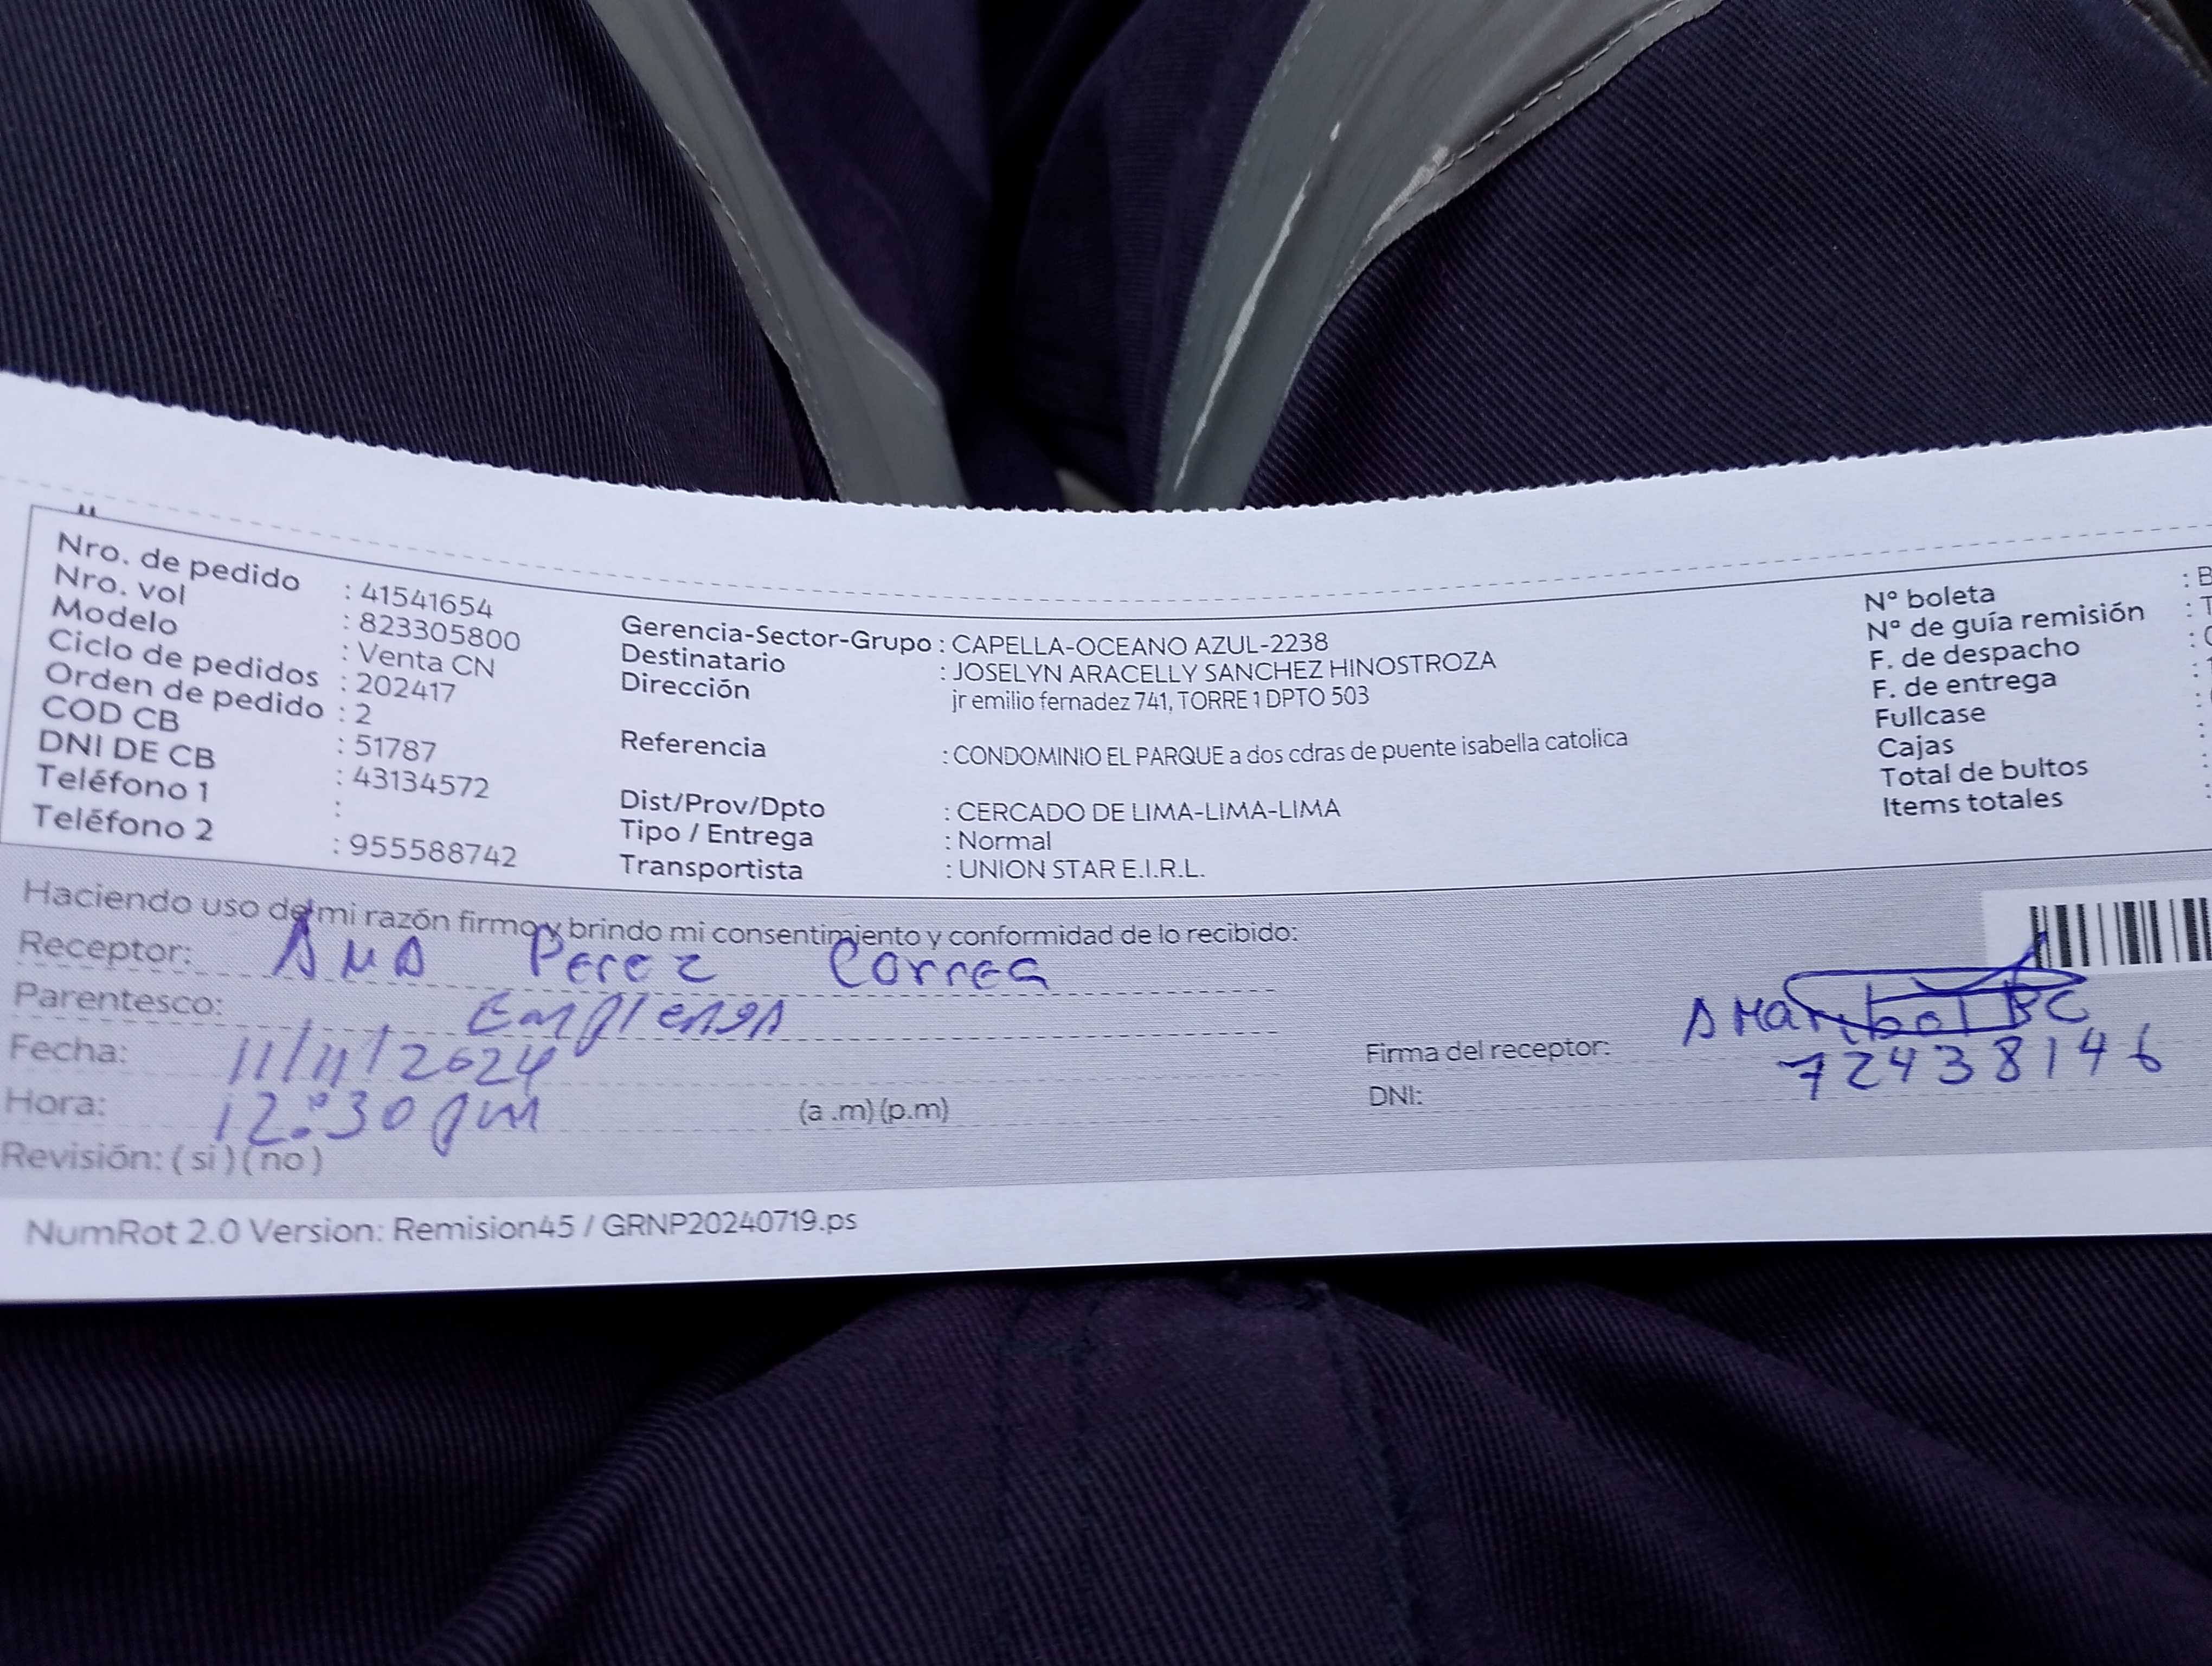 Nro. de pedido : 41541654
Nro. vol : 823305800
Modelo : Venta CN
Ciclo de pedidos : 202417
Orden de pedido : 2
COD CB : 51787
DNI DE CB : 43134572
Teléfono 1 :
Teléfono 2 : 955588742
Gerencia-Sector-Grupo : CAPELLA-OCEANO AZUL-2238
Destinatario : JOSELYN ARACELLY SANCHEZ HINOSTROZA
Dirección jr emilio fernadez 741, TORRE 1 DPTO 503
Referencia : CONDOMINIO EL PARQUE a dos cdras de puente isabella catolica
Dist/Prov/Dpto : CERCADO DE LIMA-LIMA-LIMA
Tipo / Entrega : Normal
Transportista : UNION STAR E.I.R.L.
N° boleta : B
N° de guía remisión : T
F. de despacho :
F. de entrega :
Fullcase :
Cajas :
Total de bultos :
Items totales :
Haciendo uso de mi razón firmo y brindo mi consentimiento y conformidad de lo recibido:
Receptor: Ana Perez Correa
Parentesco:
Fecha: 11/11/2024
Hora: 12:30 pm (a .m) (p.m)
Revisión: ( si ) ( no )
Firma del receptor:
DNI: 72438146
NumRot 2.0 Version: Remision45 / GRNP20240719.ps